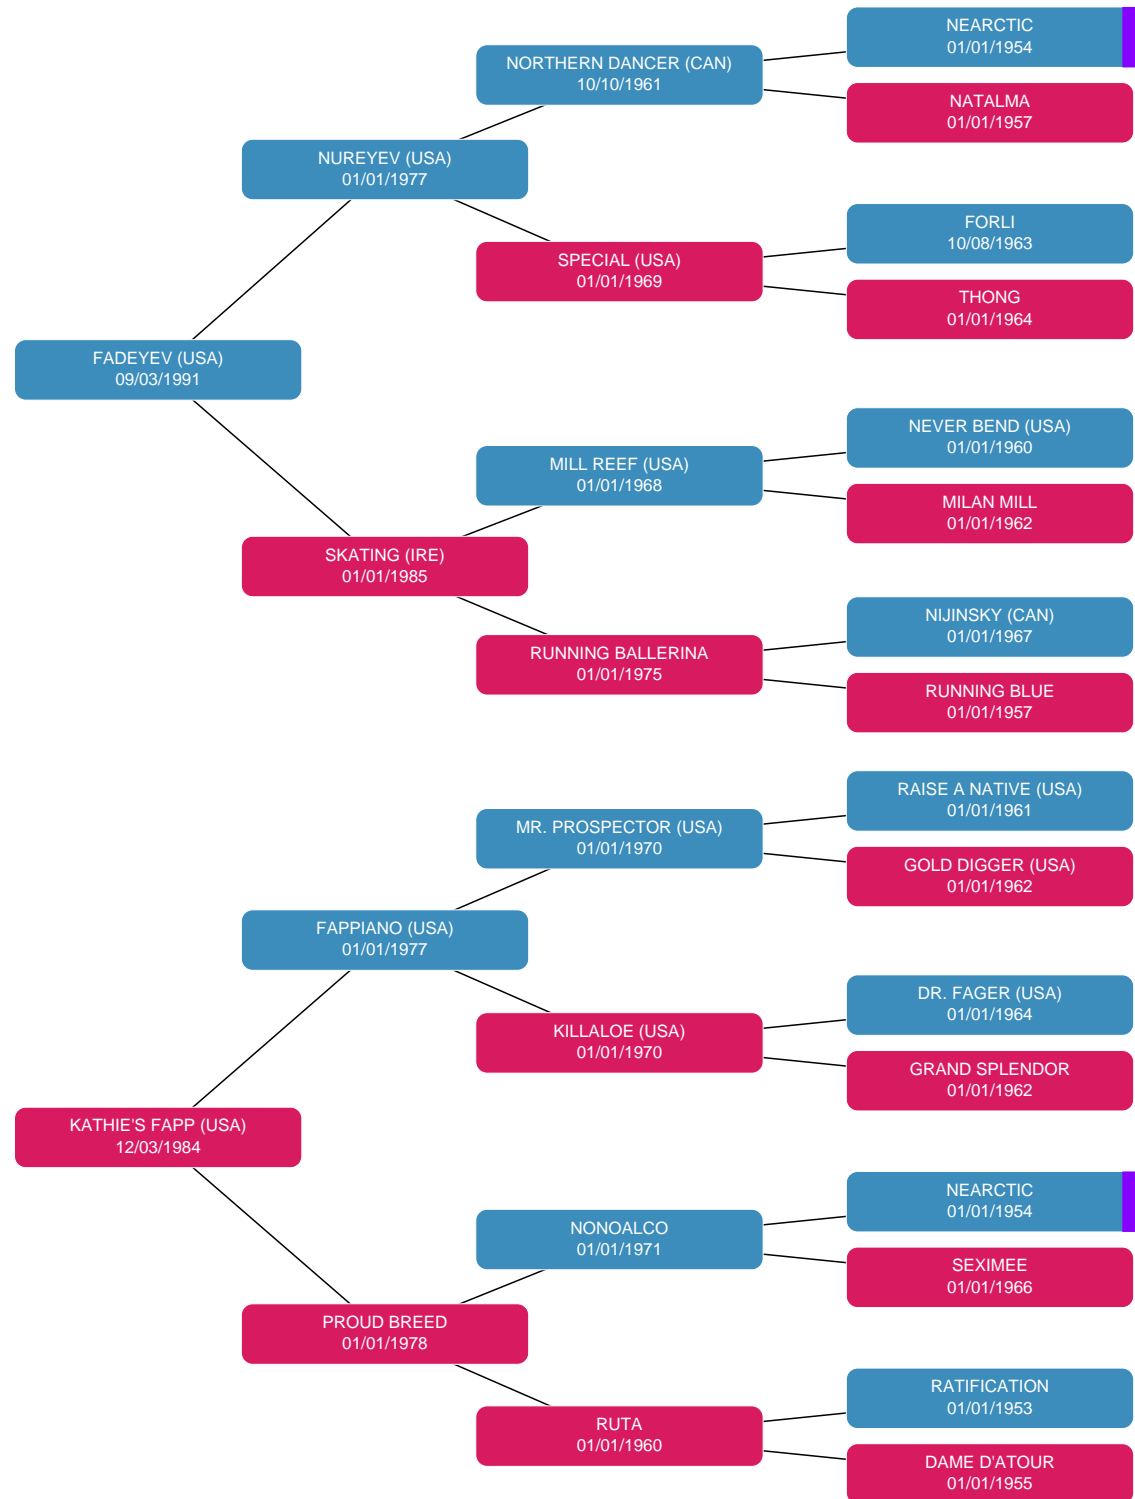 NEARCTIC
01/01/1954
NORTHERN DANCER (CAN)
10/10/1961
NATALMA
01/01/1957
NUREYEV (USA)
01/01/1977
FORLI
10/08/1963
SPECIAL (USA)
01/01/1969
THONG
01/01/1964
FADEYEV (USA)
09/03/1991
NEVER BEND (USA)
01/01/1960
MILL REEF (USA)
01/01/1968
MILAN MILL
01/01/1962
SKATING (IRE)
01/01/1985
NIJINSKY (CAN)
01/01/1967
RUNNING BALLERINA
01/01/1975
RUNNING BLUE
01/01/1957
RAISE A NATIVE (USA)
01/01/1961
MR. PROSPECTOR (USA)
01/01/1970
GOLD DIGGER (USA)
01/01/1962
FAPPIANO (USA)
01/01/1977
DR. FAGER (USA)
01/01/1964
KILLALOE (USA)
01/01/1970
GRAND SPLENDOR
01/01/1962
KATHIE'S FAPP (USA)
12/03/1984
NEARCTIC
01/01/1954
NONOALCO
01/01/1971
SEXIMEE
01/01/1966
PROUD BREED
01/01/1978
RATIFICATION
01/01/1953
RUTA
01/01/1960
DAME D'ATOUR
01/01/1955